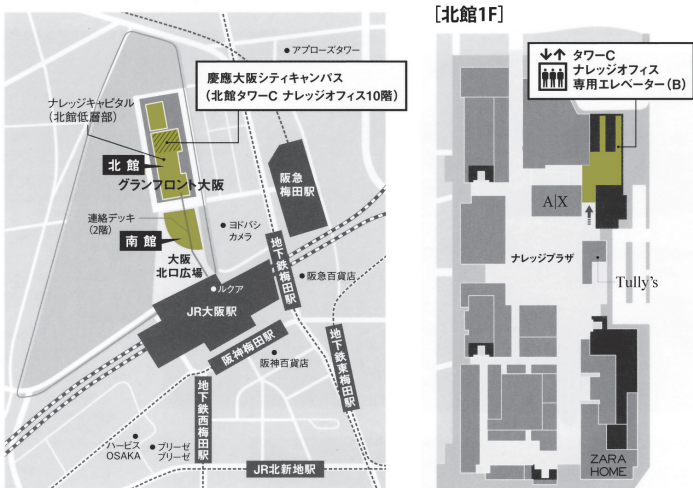 アプローズタワー
慶應大阪シティキャンパス
（北館タワーC ナレッジオフィス10階）
ナレッジキャピタル
（北館低層部）
北館
グランフロント大阪
阪急
梅田駅
連絡デッキ
（2階）
南館
ヨドバシ
カメラ
大阪
北口広場
地下鉄梅田駅
阪急百貨店
ルクア
JR大阪駅
阪神梅田駅
阪神百貨店
地下鉄東梅田駅
地下鉄西梅田駅
ハービス
OSAKA
ブリーゼ
ブリーゼ
JR北新地駅
［北館1F］
↓↑ タワーC
ナレッジオフィス
専用エレベーター（B）
A|X
ナレッジプラザ
Tully's
ZARA
HOME